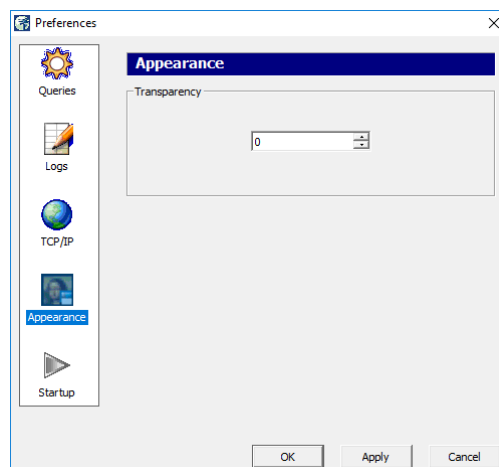 Preferences
Queries
Logs
TCP/IP
Appearance
Startup
Appearance
Transparency
0
OK
Apply
Cancel